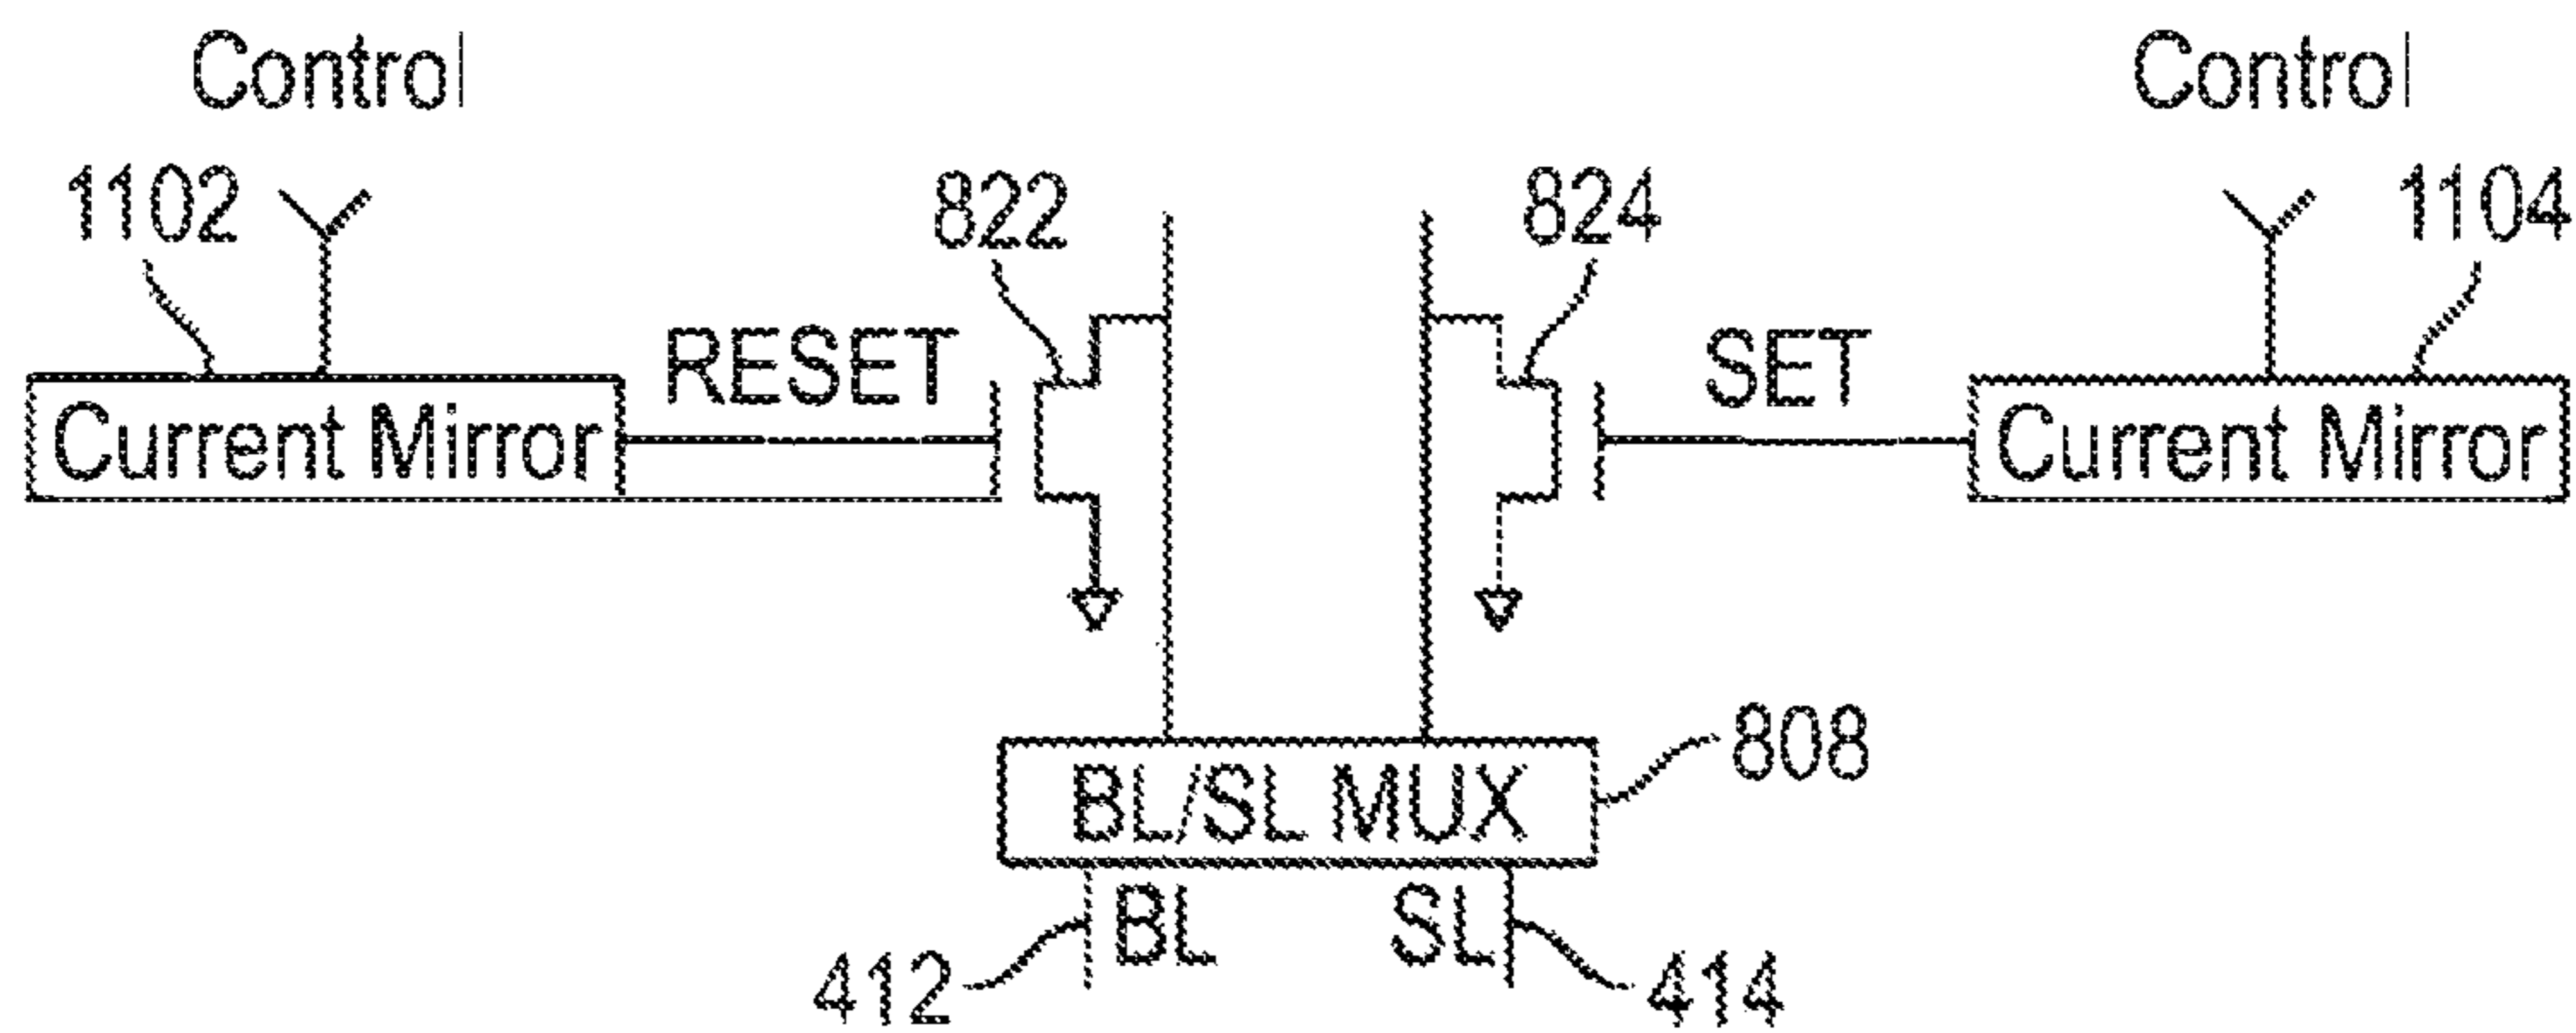 Control
Control
1102
822
824
1104
RESET
SET
Current Mirror
Current Mirror
808
BL/SL MUX
BL
SL
412
414